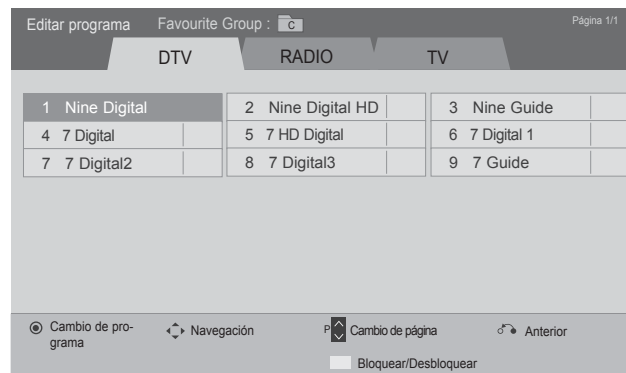 Editar programa Favourite Group : C Página 1/1
DTV RADIO TV
1 Nine Digital 2 Nine Digital HD 3 Nine Guide
4 7 Digital 5 7 HD Digital 6 7 Digital 1
7 7 Digital2 8 7 Digital3 9 7 Guide
Cambio de pro-
grama
Navegación
P Cambio de página
Anterior
Bloquear/Desbloquear